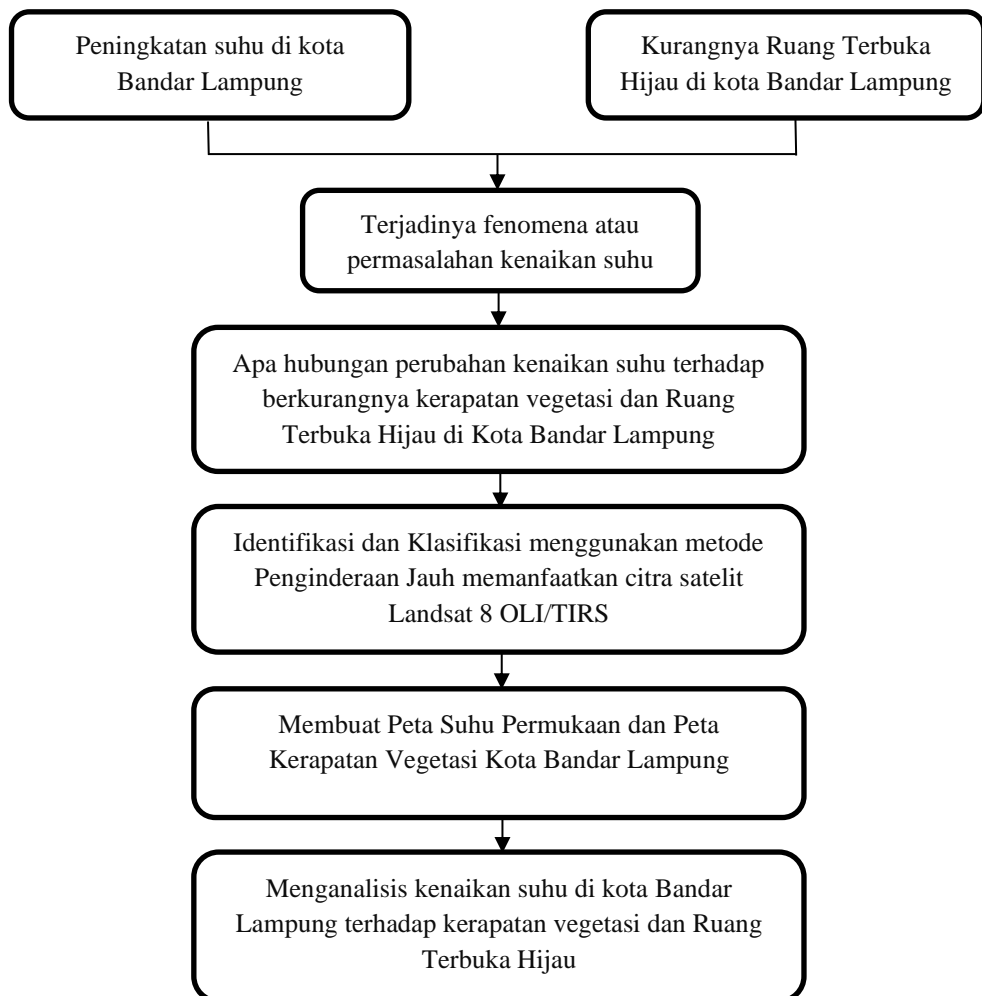 Peningkatan suhu di kota
Bandar Lampung
Kurangnya Ruang Terbuka
Hijau di kota Bandar Lampung
Terjadinya fenomena atau
permasalahan kenaikan suhu
Apa hubungan perubahan kenaikan suhu terhadap
berkurangnya kerapatan vegetasi dan Ruang
Terbuka Hijau di Kota Bandar Lampung
Identifikasi dan Klasifikasi menggunakan metode
Penginderaan Jauh memanfaatkan citra satelit
Landsat 8 OLI/TIRS
Membuat Peta Suhu Permukaan dan Peta
Kerapatan Vegetasi Kota Bandar Lampung
Menganalisis kenaikan suhu di kota Bandar
Lampung terhadap kerapatan vegetasi dan Ruang
Terbuka Hijau